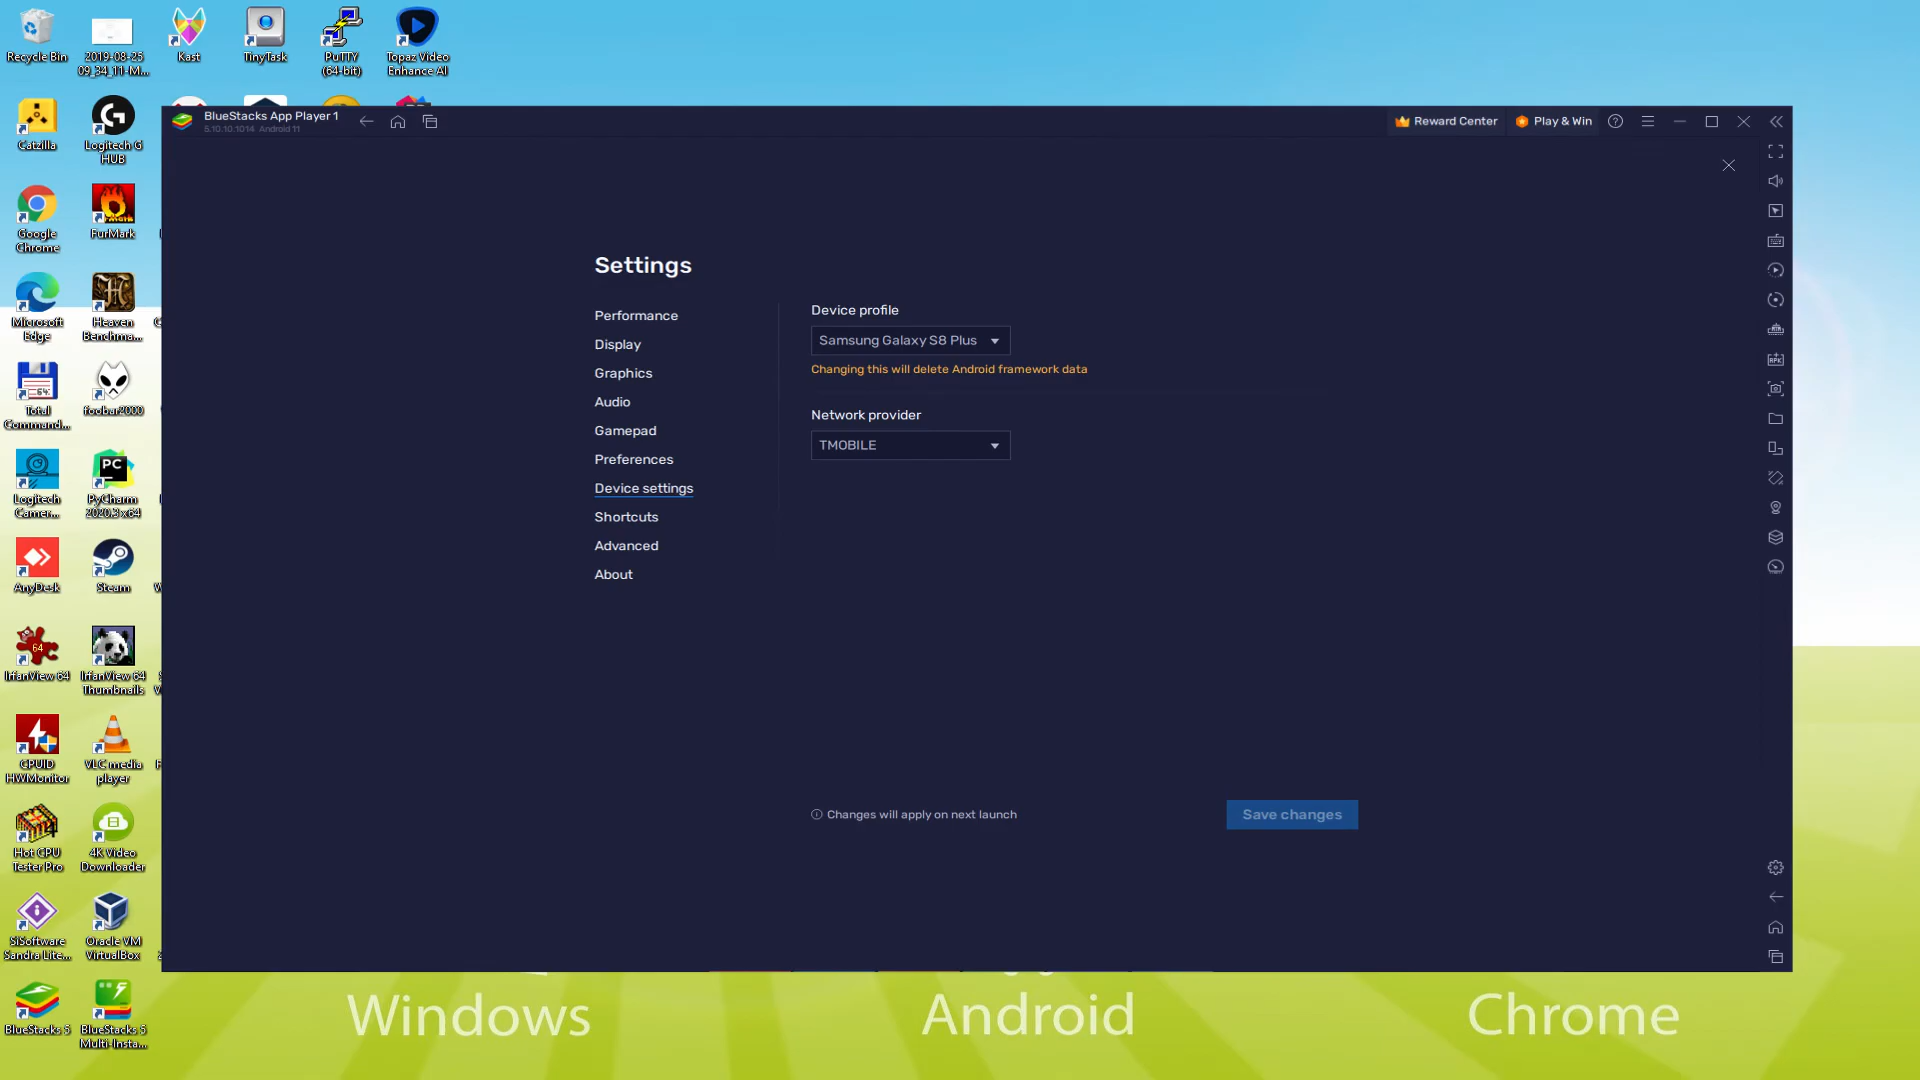 Recycle Bin
2019-08-25
09_34_11-M...
Kast
TinyTask
PuTTY
(64-bit)
Topaz Video
Enhance AI
Catzilla
Logitech G
HUB
Google
Chrome
FurMark
Microsoft
Edge
Heaven
Benchma...
Total
Command...
foobar2000
Logitech
Camer...
PyCharm
2020.3 x64
AnyDesk
Steam
IrfanView 64
IrfanView 64
Thumbnails
CPUID
HWMonitor
VLC media
player
Hot CPU
Tester Pro
4K Video
Downloader
SiSoftware
Sandra Lite...
Oracle VM
VirtualBox
BlueStacks 5
BlueStacks 5
Multi-Insta...
BlueStacks App Player 1
5.10.10.1014 Android 11
Reward Center
Play & Win
Settings
Performance
Display
Graphics
Audio
Gamepad
Preferences
Device settings
Shortcuts
Advanced
About
Device profile
Samsung Galaxy S8 Plus
Changing this will delete Android framework data
Network provider
TMOBILE
Changes will apply on next launch
Save changes
Windows
Android
Chrome